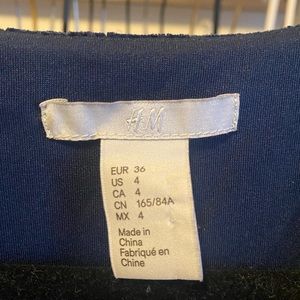 H&M
EUR 36
US 4
CA 4
CN 165/84A
MX 4
Made in
China
Fabriqué en
Chine